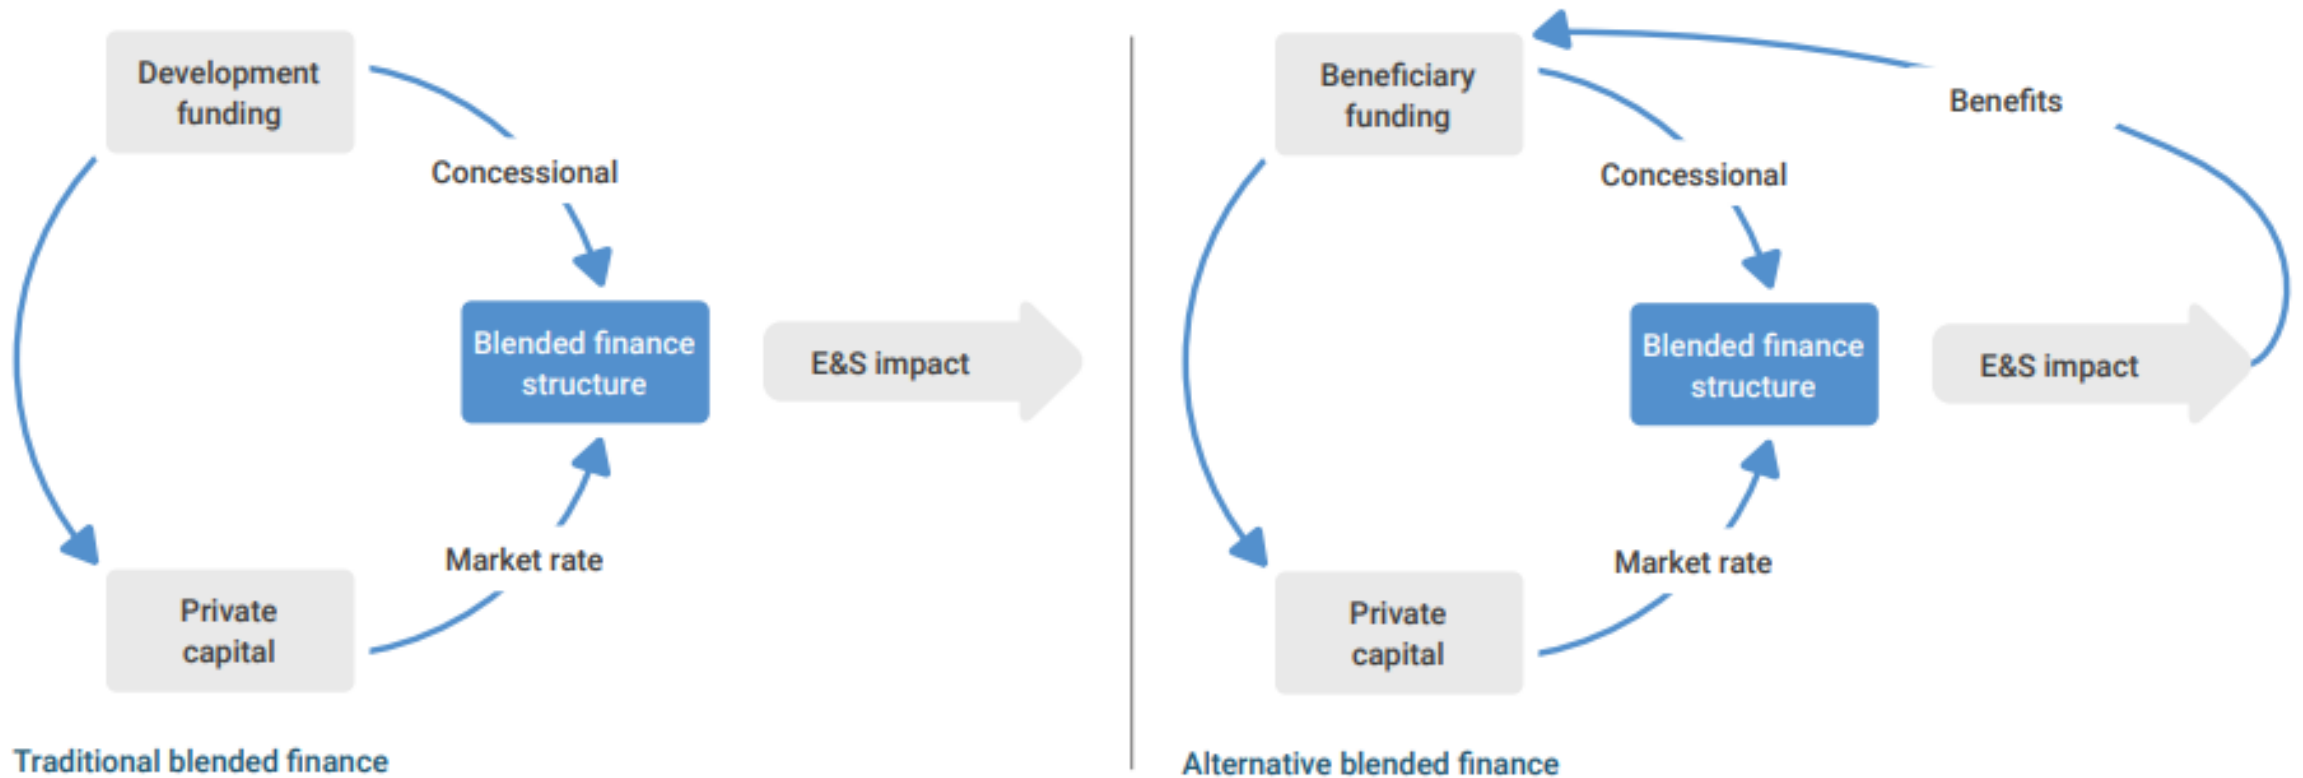 Development
funding
Concessional
Blended finance
structure
E&S impact
Market rate
Private
capital
Traditional blended finance
Beneficiary
funding
Benefits
Concessional
Blended finance
structure
E&S impact
Market rate
Private
capital
Alternative blended finance